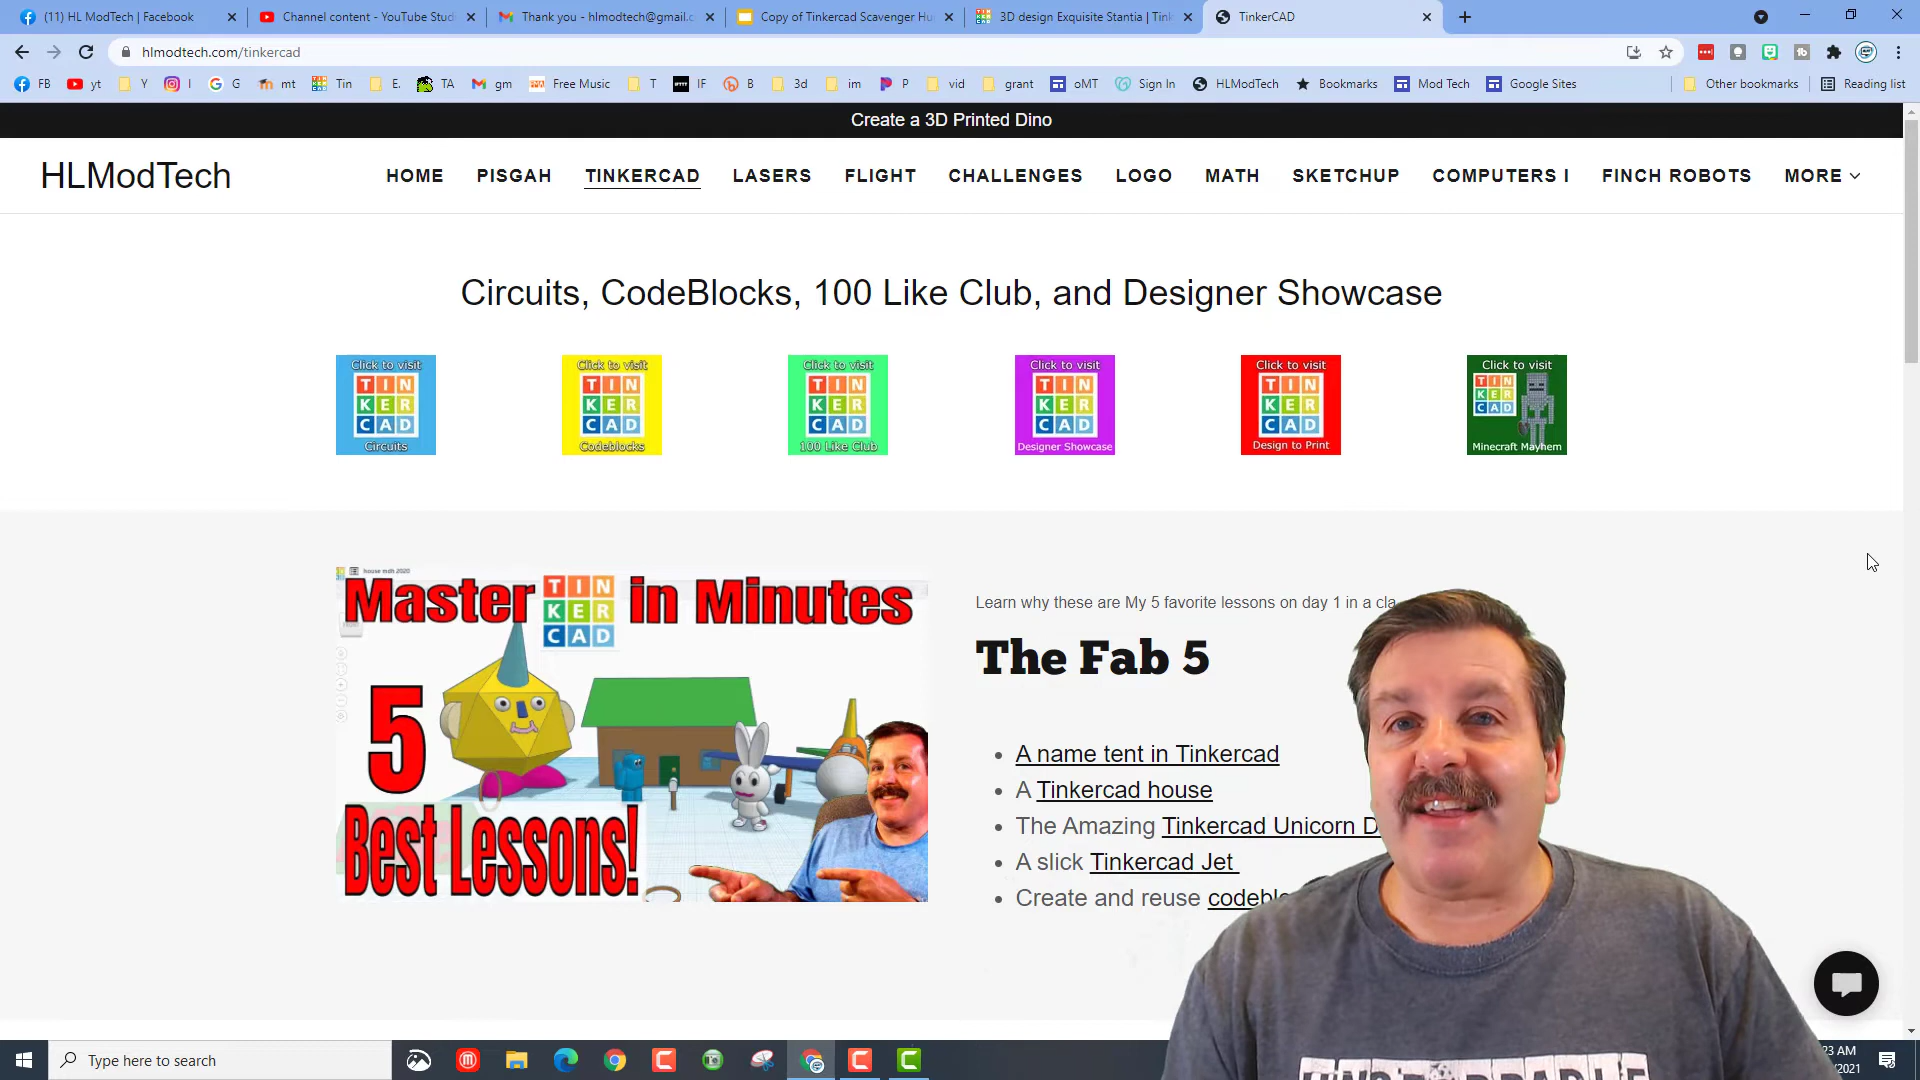 (11) HL ModTech | Facebook
Channel content - YouTube Stud
Thank you - hlmodtech@gmail.c
Copy of Tinkercad Scavenger Hu
3D design Exquisite Stantia | Tink
TinkerCAD
hlmodtech.com/tinkercad
FB yt Y I G mt Tin E. TA gm Free Music T IF B 3d im P vid grant oMT Sign In HLModTech Bookmarks Mod Tech Google Sites Other bookmarks Reading list
Create a 3D Printed Dino
HLModTech
HOME PISGAH TINKERCAD LASERS FLIGHT CHALLENGES LOGO MATH SKETCHUP COMPUTERS I FINCH ROBOTS MORE
Circuits, CodeBlocks, 100 Like Club, and Designer Showcase
Click to visit
TIN
KER
CAD
Circuits
Click to visit
TIN
KER
CAD
Codeblocks
Click to visit
TIN
KER
CAD
100 Like Club
Click to visit
TIN
KER
CAD
Designer Showcase
Click to visit
TIN
KER
CAD
Design to Print
Click to visit
TIN
KER
CAD
Minecraft Mayhem
house mdh 2020
Master TIN KER CAD in Minutes
5
Best Lessons!
Learn why these are My 5 favorite lessons on day 1 in a cla
The Fab 5
A name tent in Tinkercad
A Tinkercad house
The Amazing Tinkercad Unicorn D
A slick Tinkercad Jet
Create and reuse codeblo
Type here to search
23 AM
/2021